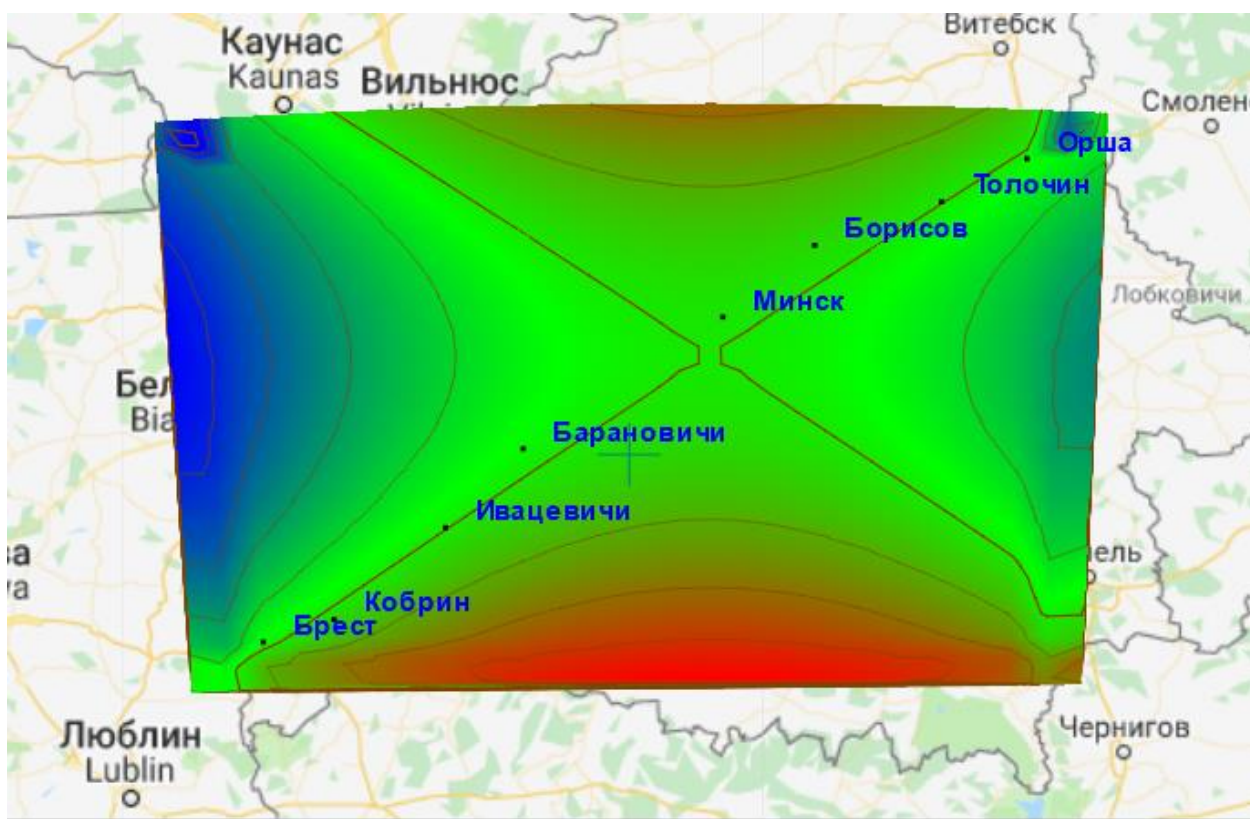 Витебск
Каунас
Kaunas
Вильнюс
Смолен
Орша
Толочин
Борисов
Лобковичи
Минск
Бел
Bia
Барановичи
Ивацевичи
ва
ва
ель
Кобрин
Брест
Люблин
Lublin
Чернигов